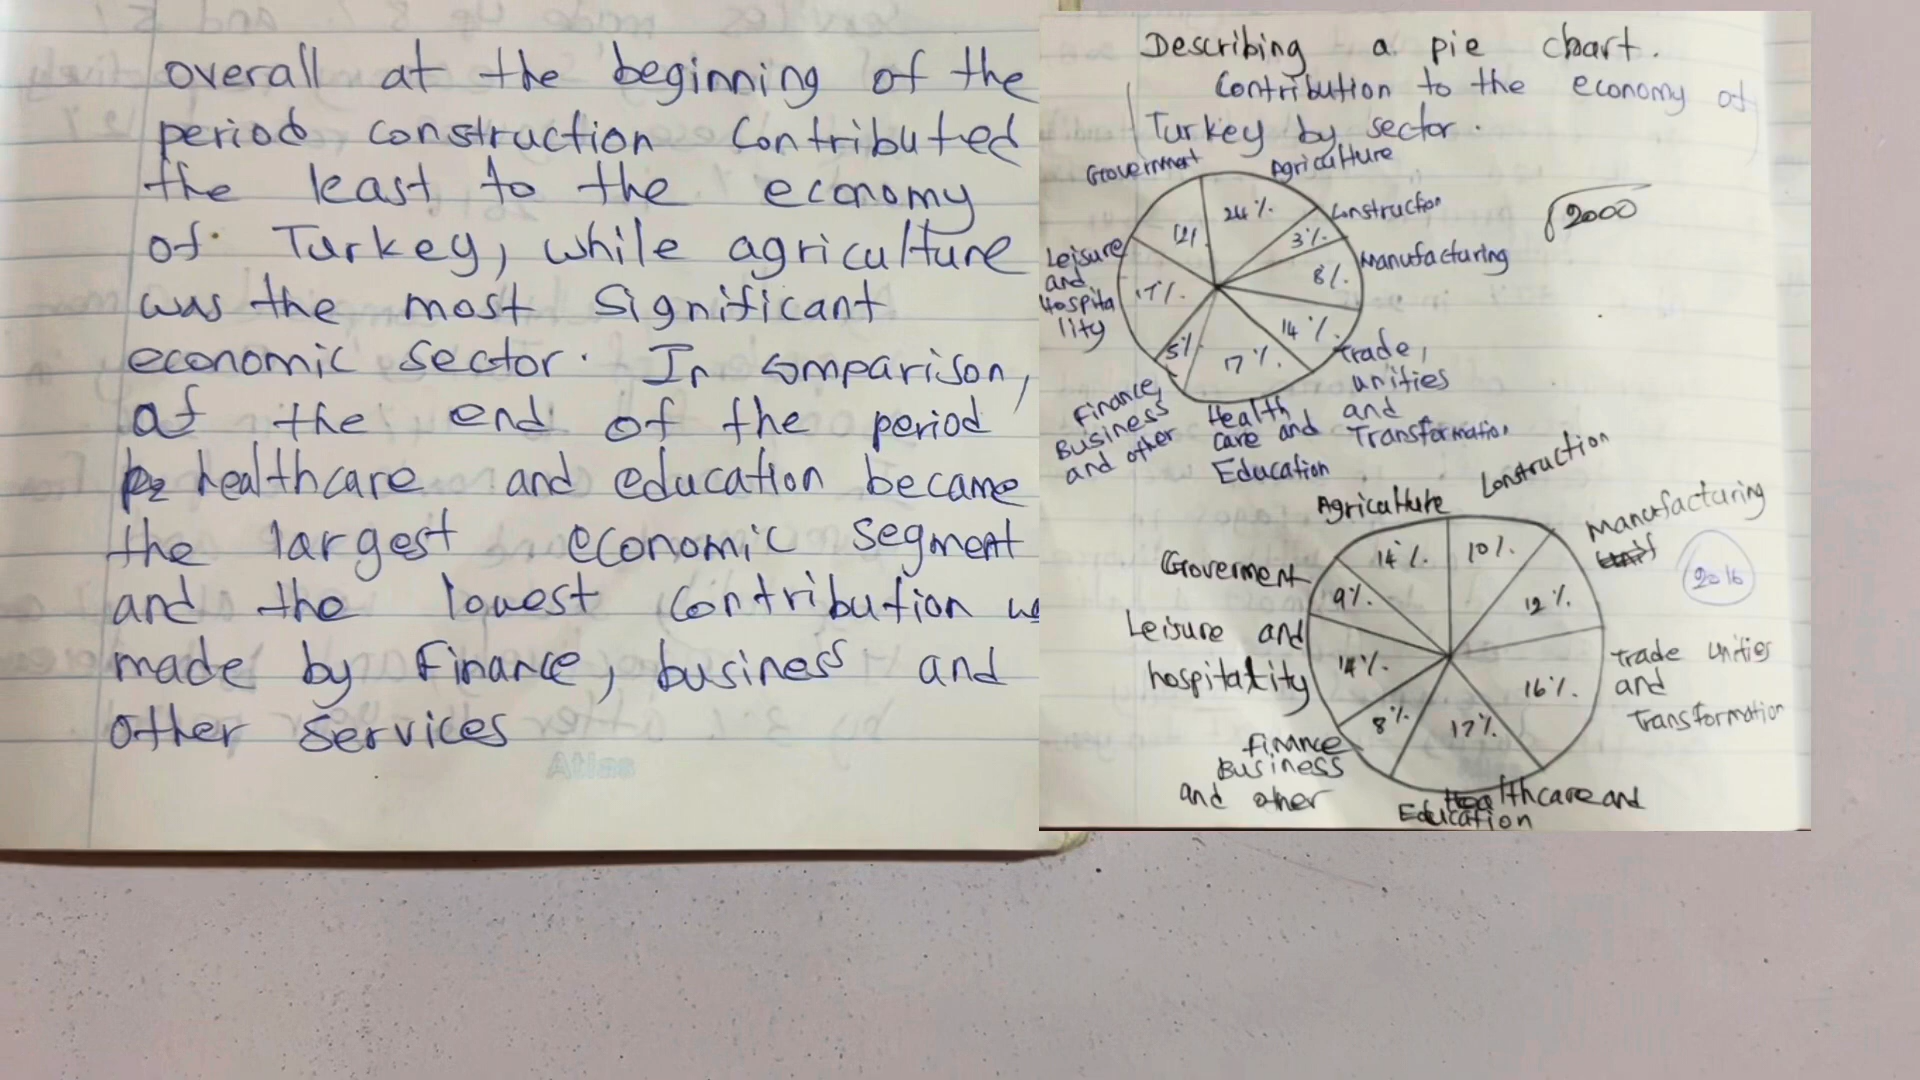 overall at the beginning of the
period construction contributed
the least to the economy
of Turkey, while agriculture
was the most significant
economic sector. In comparison,
at the end of the period
healthcare and education became
the largest economic segment
and the lowest contribution
made by Finance, business and
other services
Describing a pie chart.
Contribution to the economy of
Turkey by sector.
Goverment
Agriculture
Construction
Manufacturing
2000
24%
3%
8%
14%
17%
5%
Leisure
and
Hospita
lity
Trade,
unities
and
Transformation
Finance,
Business
and other
Health
care and
Education
Agriculture
Construction
Manufacturing
2016
Goverment
14%
10%
9%
12%
Leisure and
hospitality
14%
16%
8%
17%
Trade unities
and
Transformation
Finance
Business
and other
Healthcare and
Education